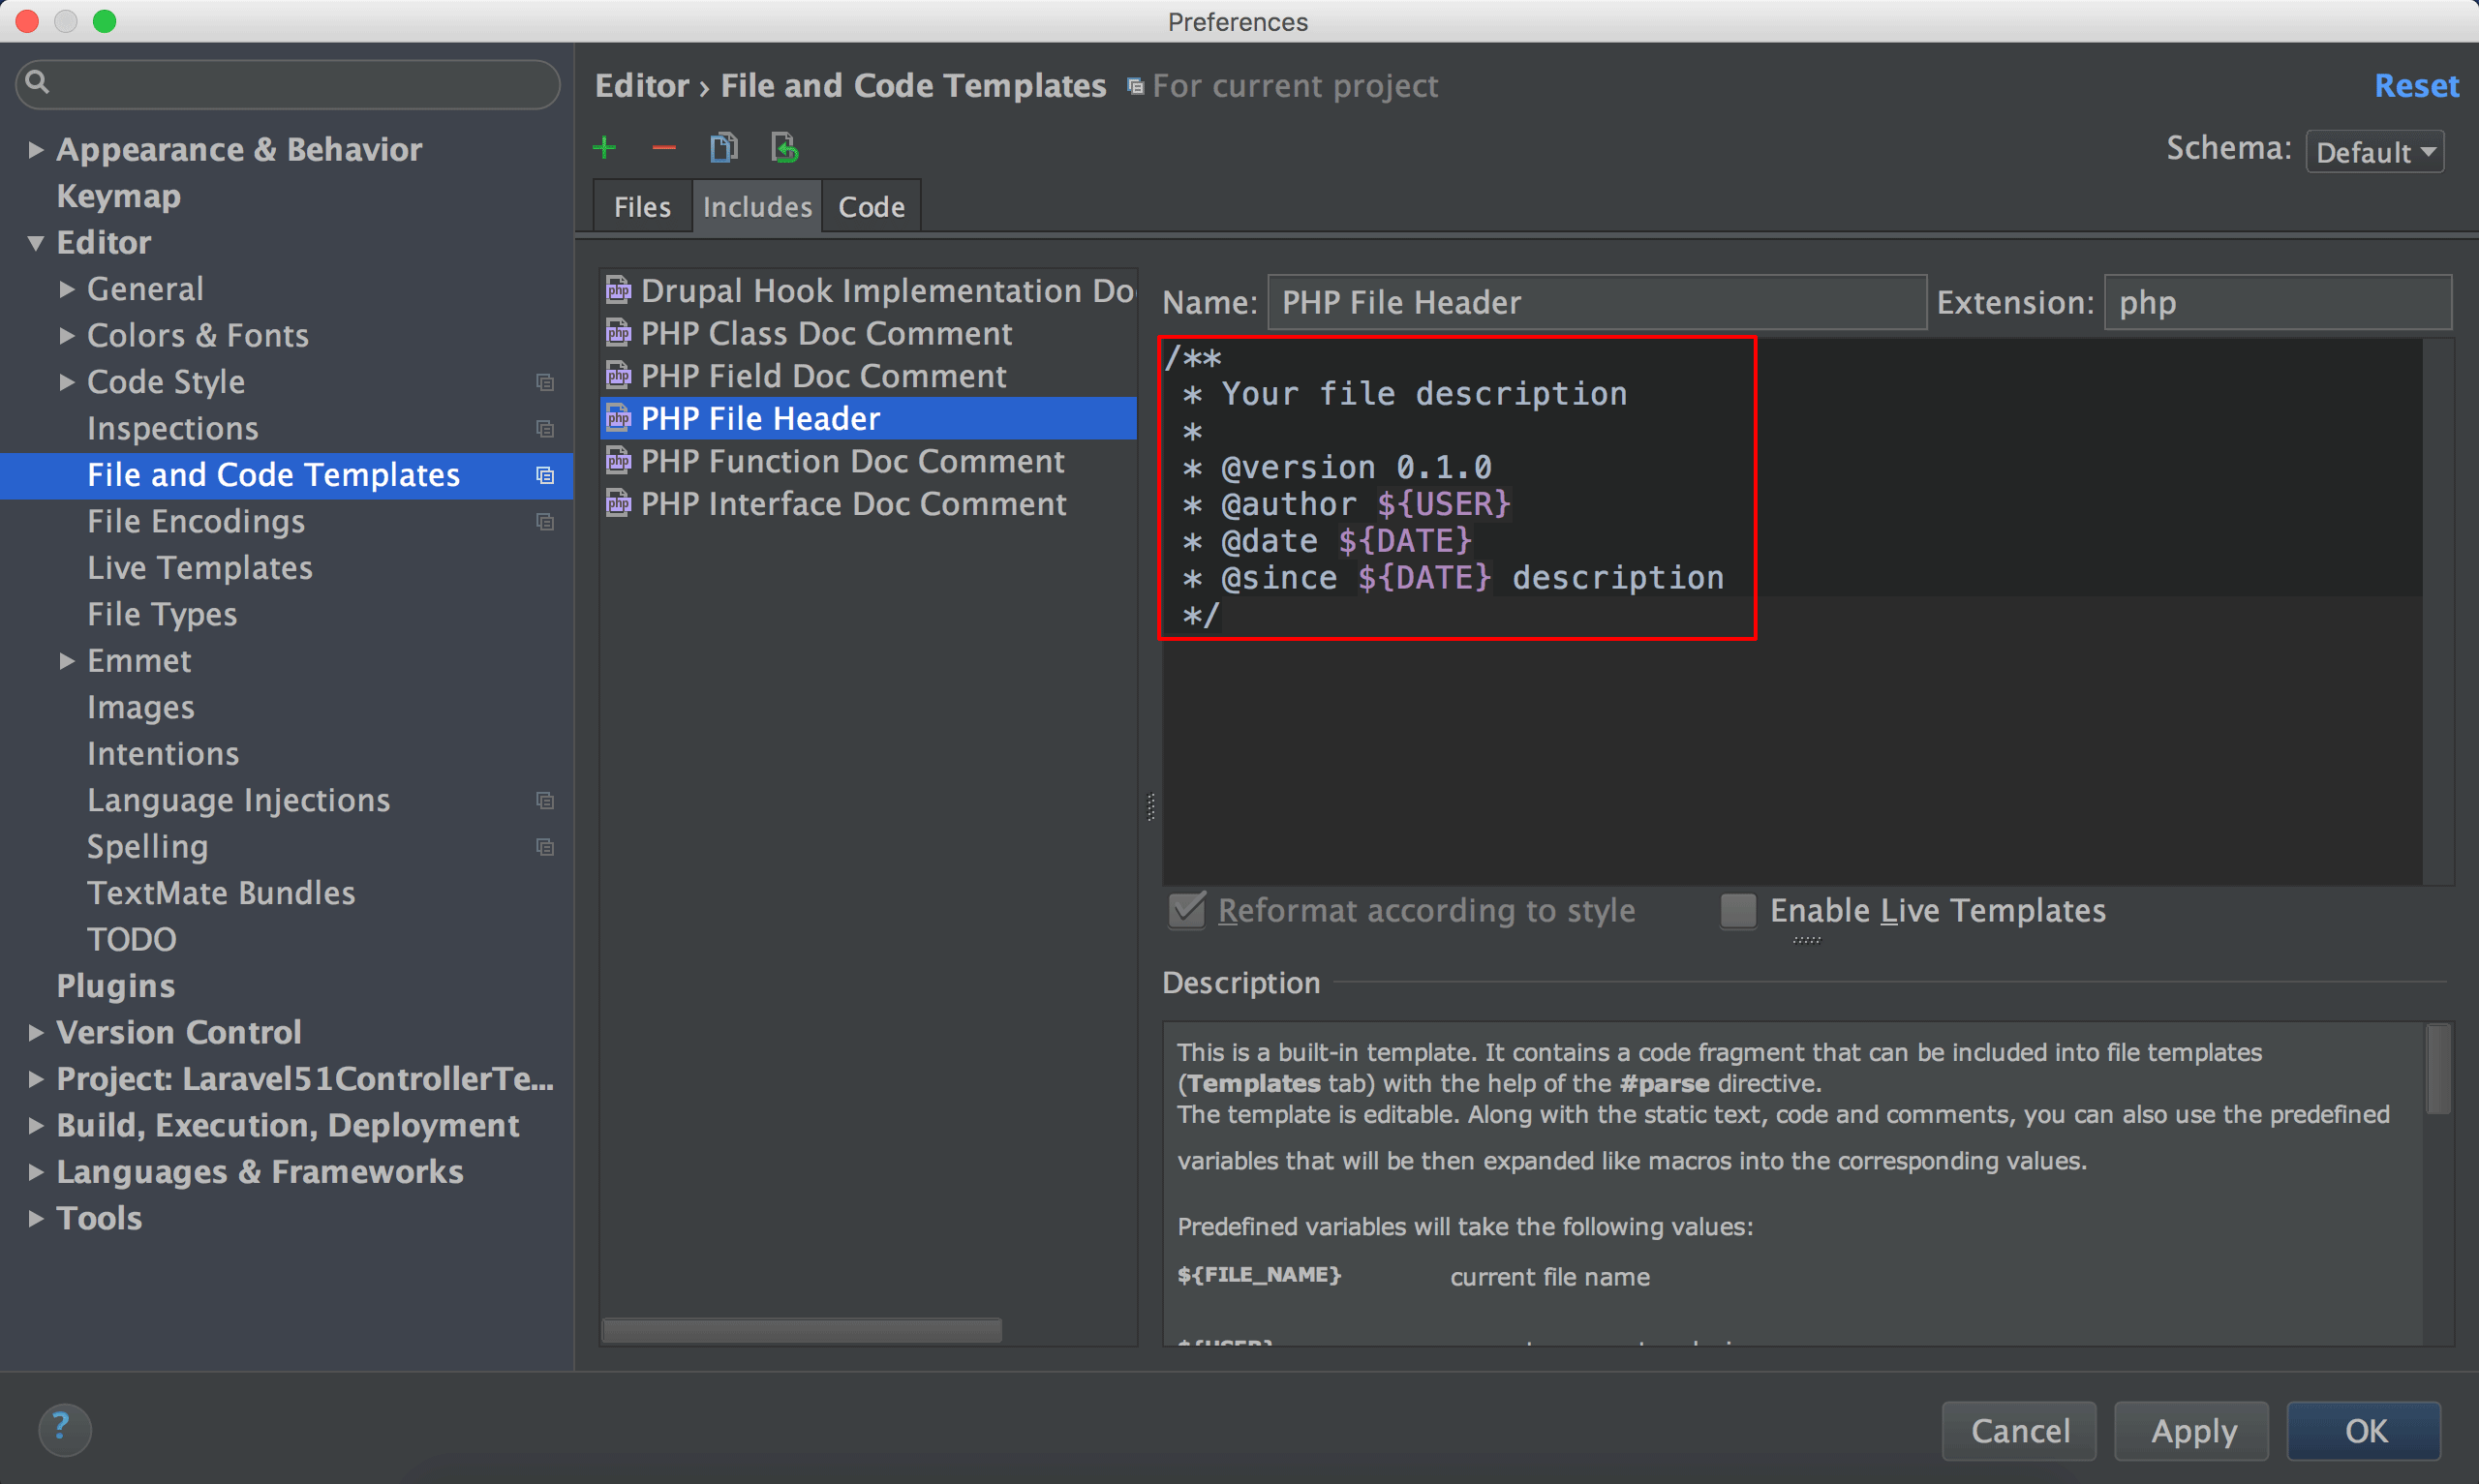 Preferences
Appearance & Behavior
Keymap
Editor
General
Colors & Fonts
Code Style
Inspections
File and Code Templates
File Encodings
Live Templates
File Types
Emmet
Images
Intentions
Language Injections
Spelling
TextMate Bundles
TODO
Plugins
Version Control
Project: Laravel51ControllerTe...
Build, Execution, Deployment
Languages & Frameworks
Tools
Editor › File and Code Templates For current project
Reset
Schema: Default
Files Includes Code
php Drupal Hook Implementation Do
php PHP Class Doc Comment
php PHP Field Doc Comment
php PHP File Header
php PHP Function Doc Comment
php PHP Interface Doc Comment
Name: PHP File Header Extension: php
/**
* Your file description
*
* @version 0.1.0
* @author ${USER}
* @date ${DATE}
* @since ${DATE} description
*/
Reformat according to style Enable Live Templates
Description
This is a built-in template. It contains a code fragment that can be included into file templates
(Templates tab) with the help of the #parse directive.
The template is editable. Along with the static text, code and comments, you can also use the predefined
variables that will be then expanded like macros into the corresponding values.
Predefined variables will take the following values:
${FILE_NAME} current file name
${USER}
? Cancel Apply OK